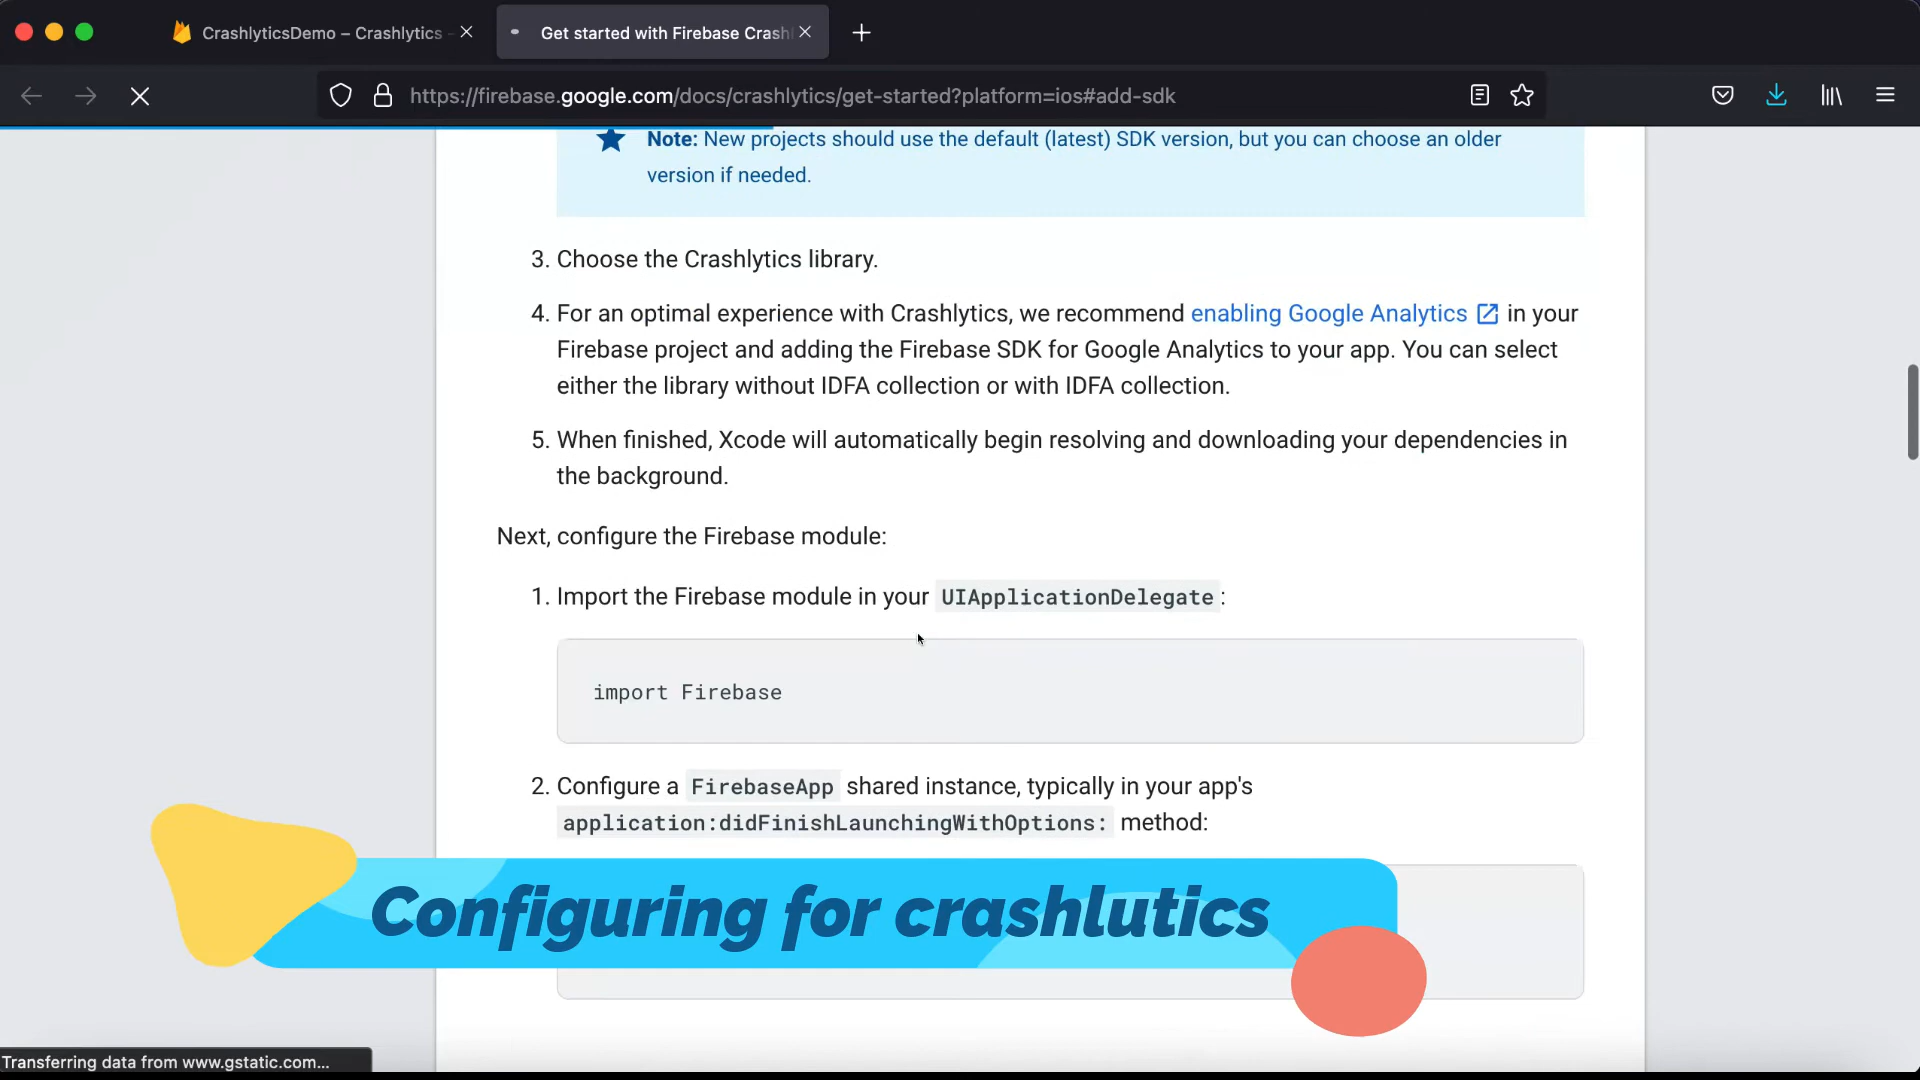 CrashlyticsDemo – Crashlytics -
Get started with Firebase Crash
https://firebase.google.com/docs/crashlytics/get-started?platform=ios#add-sdk
Note: New projects should use the default (latest) SDK version, but you can choose an older
version if needed.
3. Choose the Crashlytics library.
4. For an optimal experience with Crashlytics, we recommend enabling Google Analytics in your
Firebase project and adding the Firebase SDK for Google Analytics to your app. You can select
either the library without IDFA collection or with IDFA collection.
5. When finished, Xcode will automatically begin resolving and downloading your dependencies in
the background.
Next, configure the Firebase module:
1. Import the Firebase module in your UIApplicationDelegate:
import Firebase
2. Configure a FirebaseApp shared instance, typically in your app's
application:didFinishLaunchingWithOptions: method:
Configuring for crashlutics
Transferring data from www.gstatic.com...